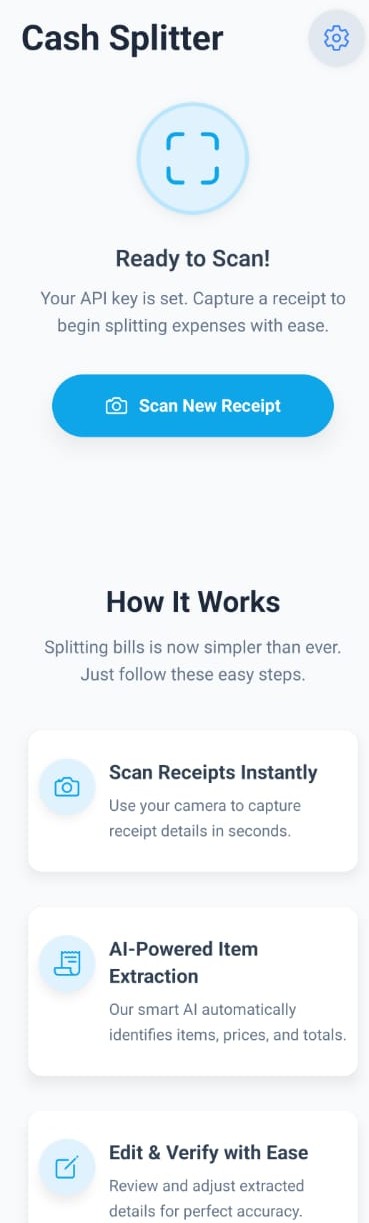 Cash Splitter
Ready to Scan!
Your API key is set. Capture a receipt to
begin splitting expenses with ease.
Scan New Receipt
How It Works
Splitting bills is now simpler than ever.
Just follow these easy steps.
Scan Receipts Instantly
Use your camera to capture
receipt details in seconds.
AI-Powered Item
Extraction
Our smart AI automatically
identifies items, prices, and totals.
Edit & Verify with Ease
Review and adjust extracted
details for perfect accuracy.